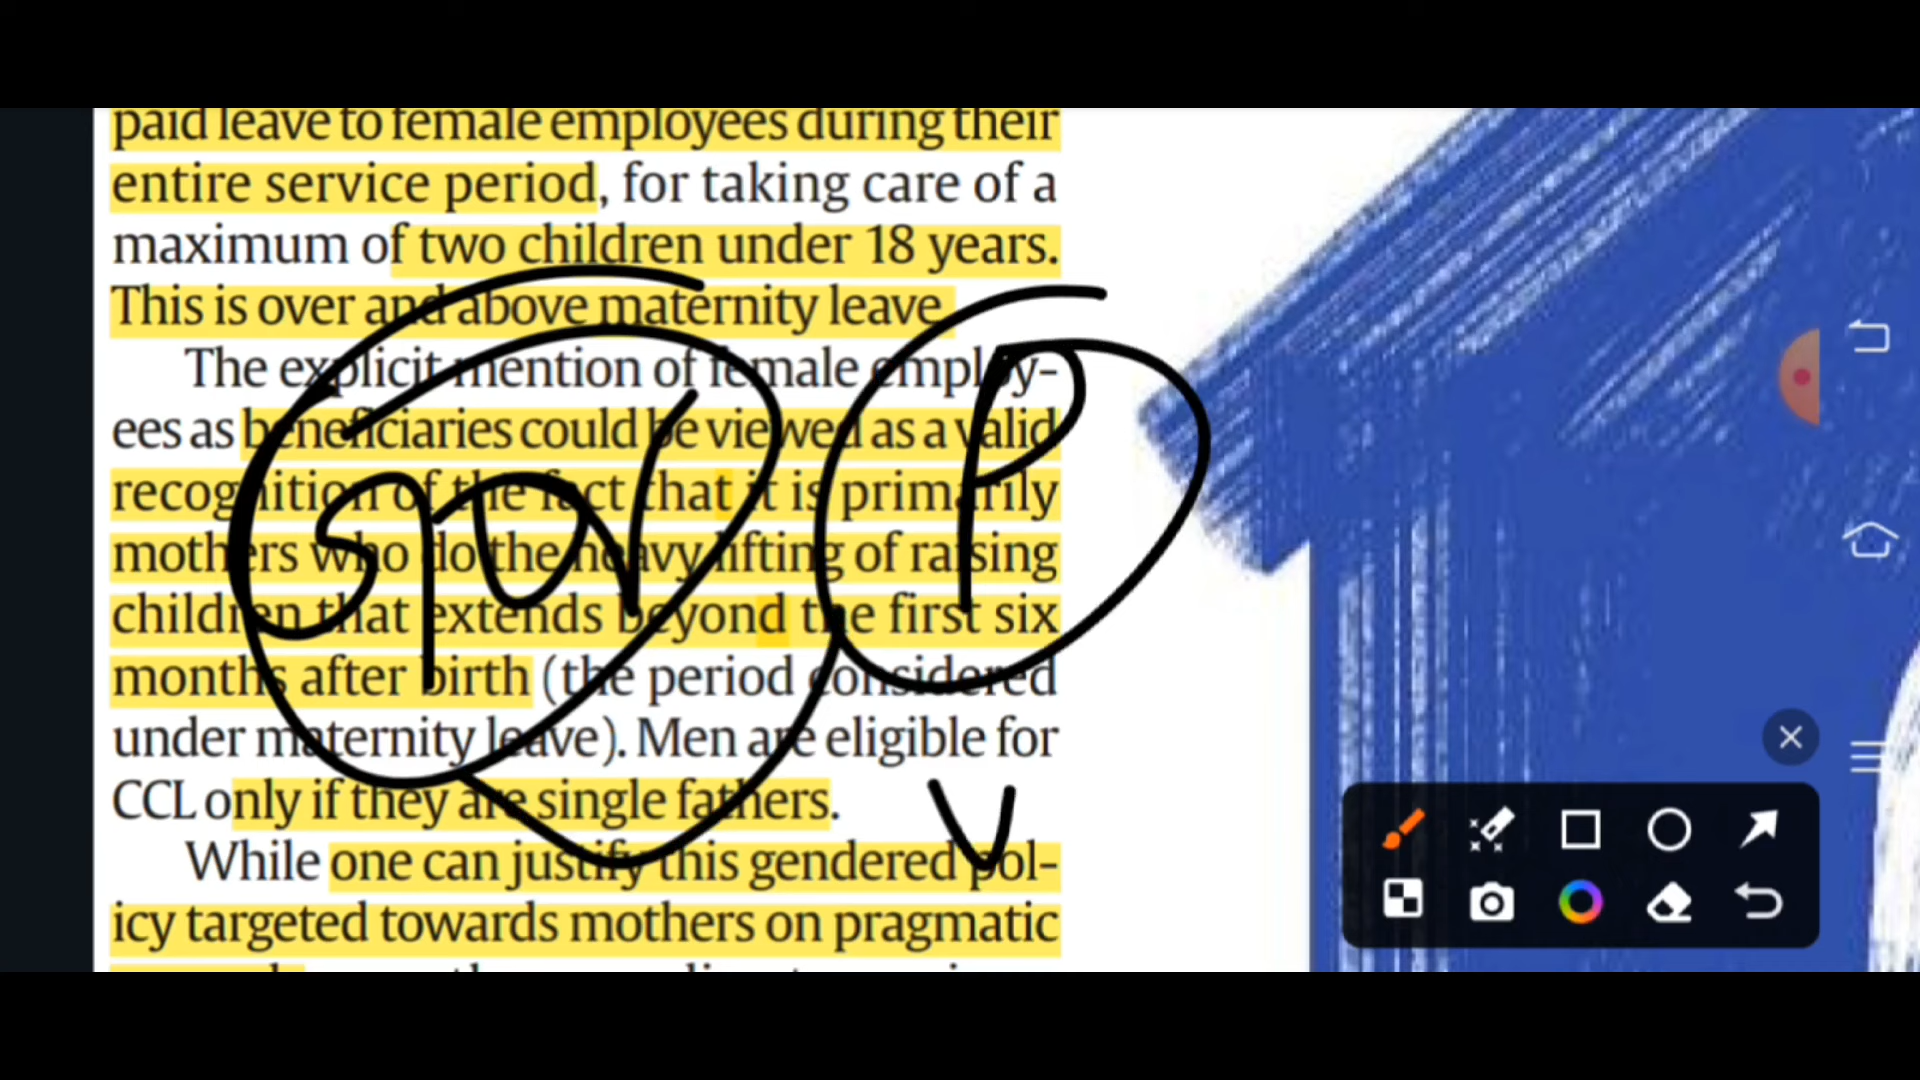 paid leave to female employees during their
entire service period, for taking care of a
maximum of two children under 18 years.
This is over and above maternity leave.
The explicit mention of female employ-
ees as beneficiaries could be viewed as a valid
recognition of the fact that it is primarily
mothers who do the heavy lifting of raising
children that extends beyond the first six
months after birth (the period considered
under maternity leave). Men are eligible for
CCL only if they are single fathers.
While one can justify this gendered pol-
icy targeted towards mothers on pragmatic
P